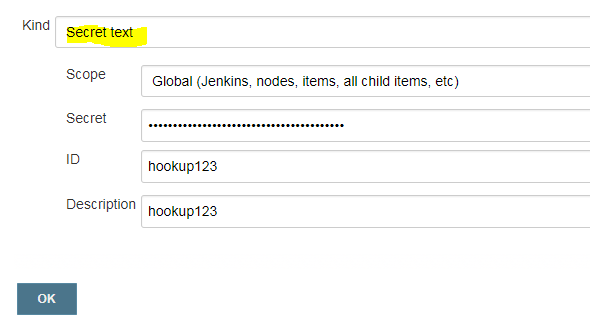 Kind Secret text
Scope Global (Jenkins, nodes, items, all child items, etc)
Secret ••••••••••••••••••••••••••••••••••••••••
ID hookup123
Description hookup123
OK